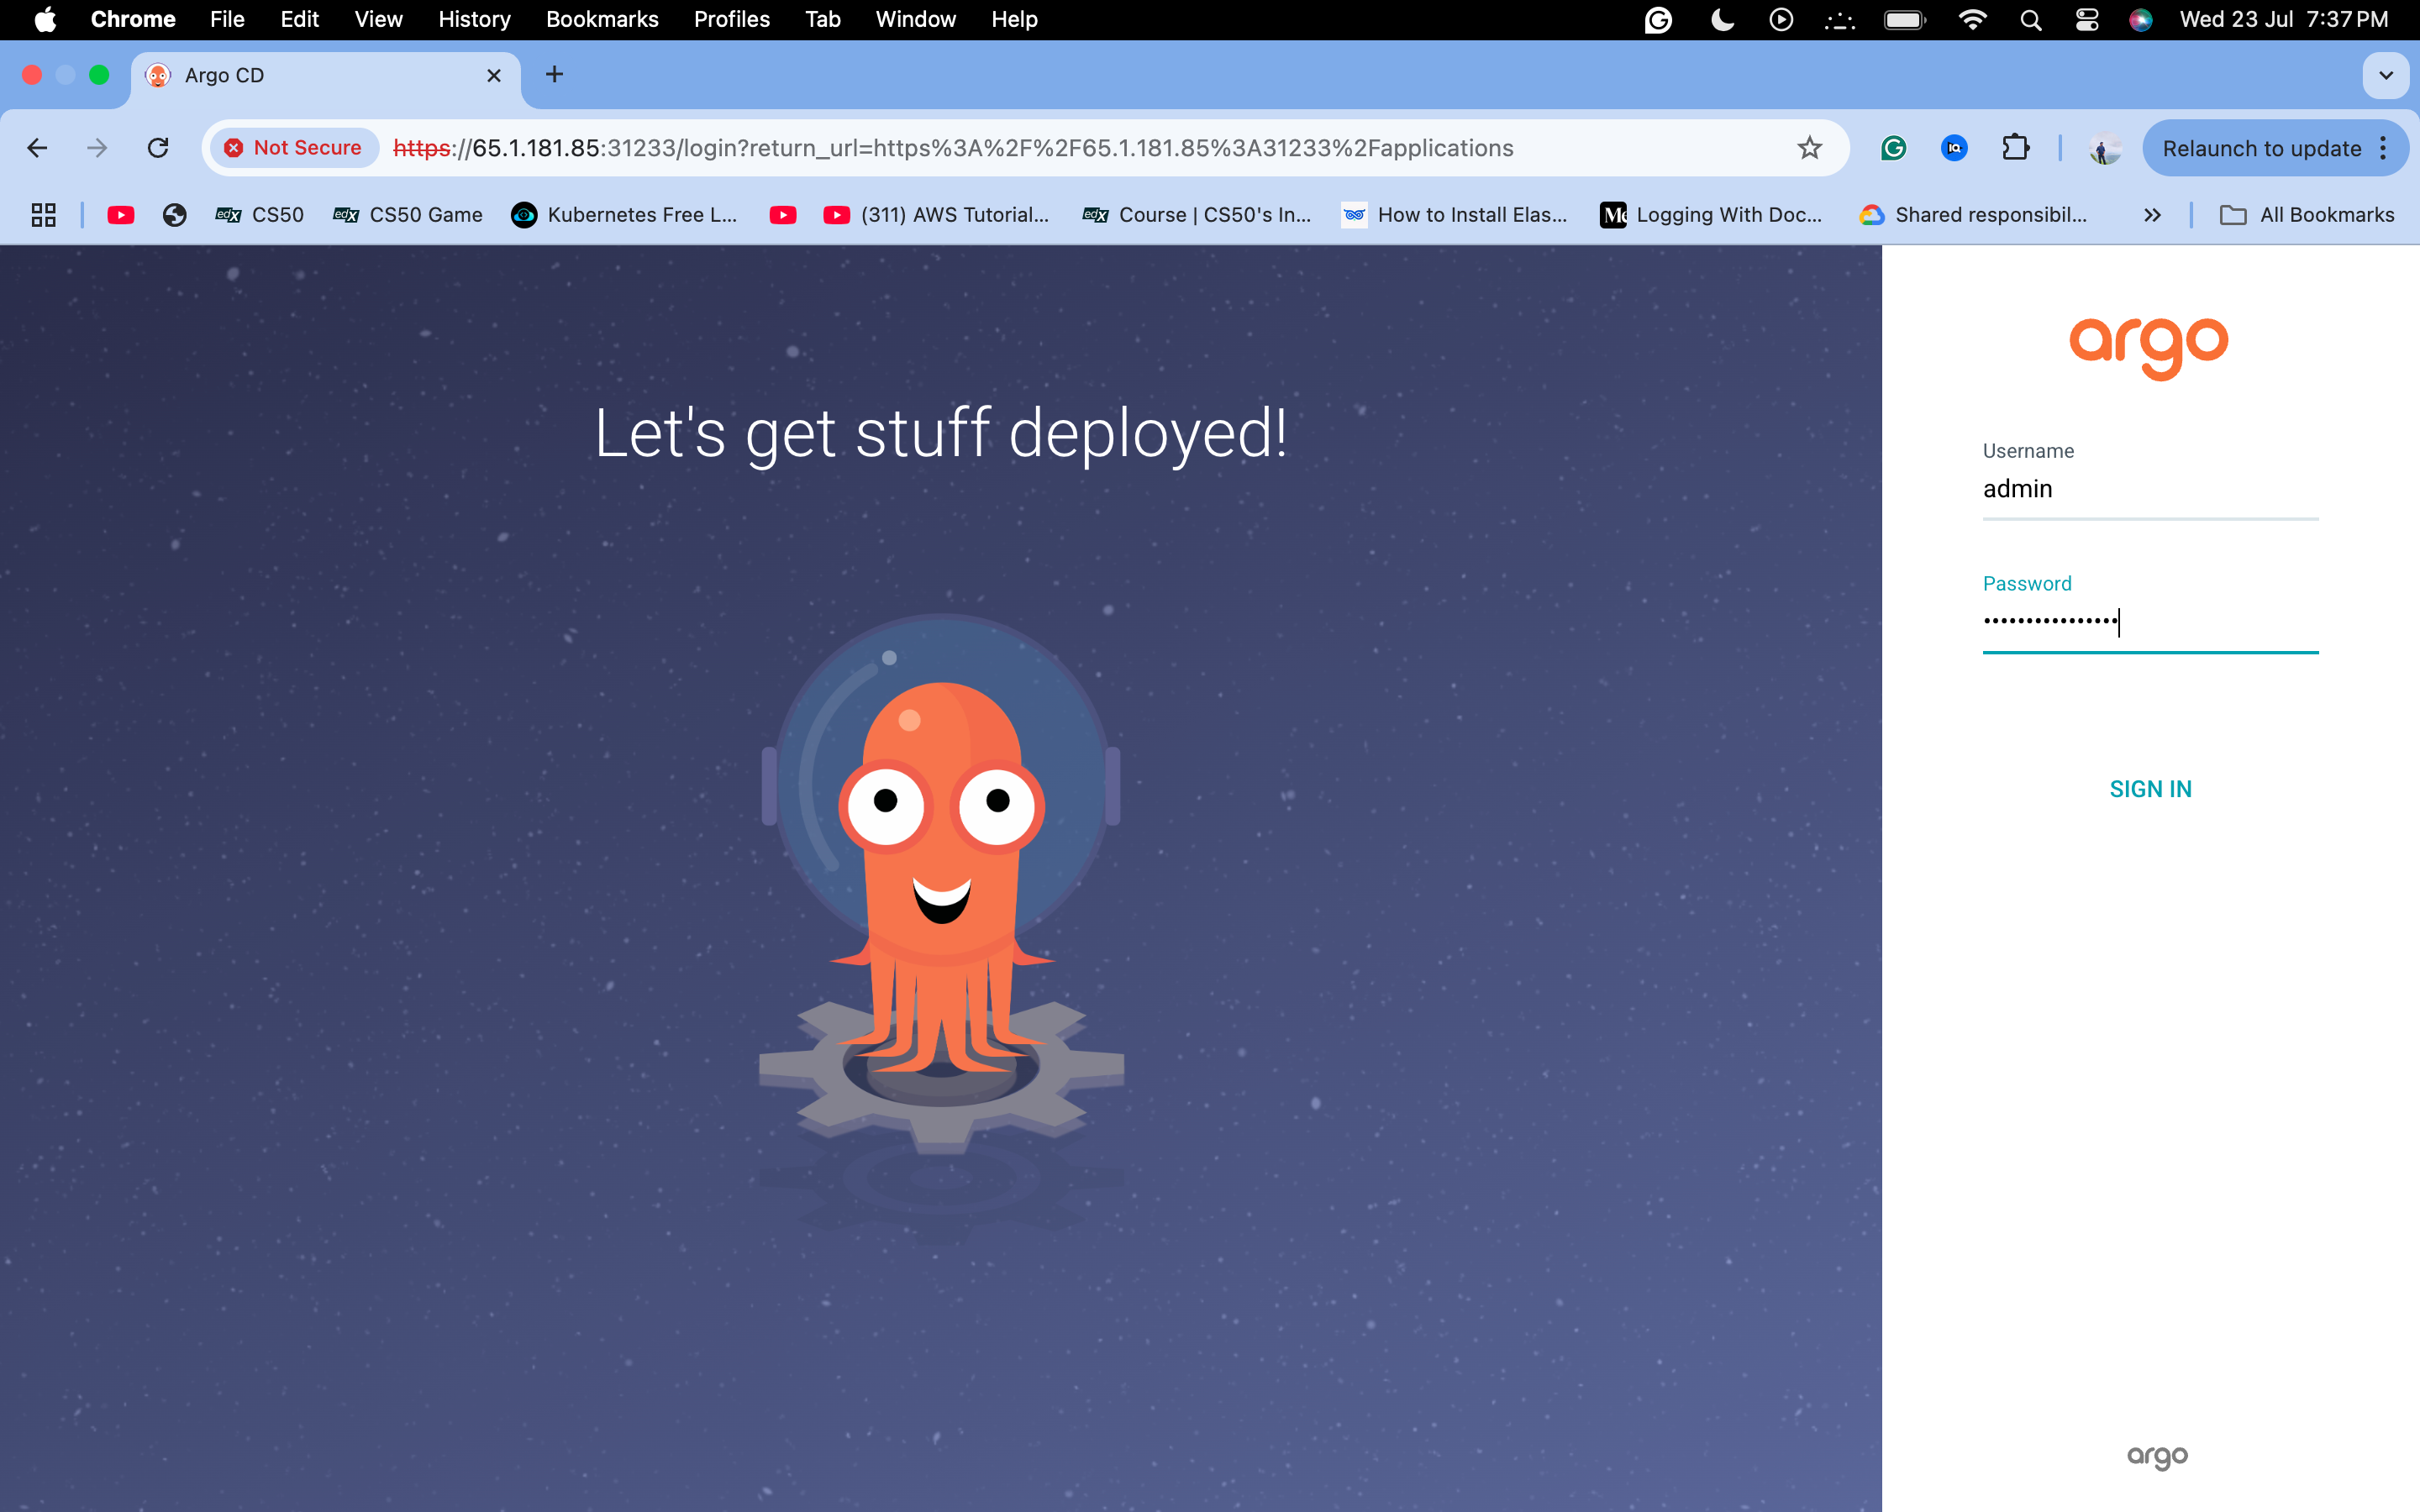 Chrome File Edit View History Bookmarks Profiles Tab Window Help Wed 23 Jul 7:37 PM
Argo CD
Not Secure https://65.1.181.85:31233/login?return_url=https%3A%2F%2F65.1.181.85%3A31233%2Fapplications Relaunch to update
CS50 CS50 Game Kubernetes Free L... (311) AWS Tutorial... Course | CS50's In... How to Install Elas... Logging With Doc... Shared responsibil... All Bookmarks
argo
Let's get stuff deployed!
Username
admin
Password
••••••••••••••••
SIGN IN
argo